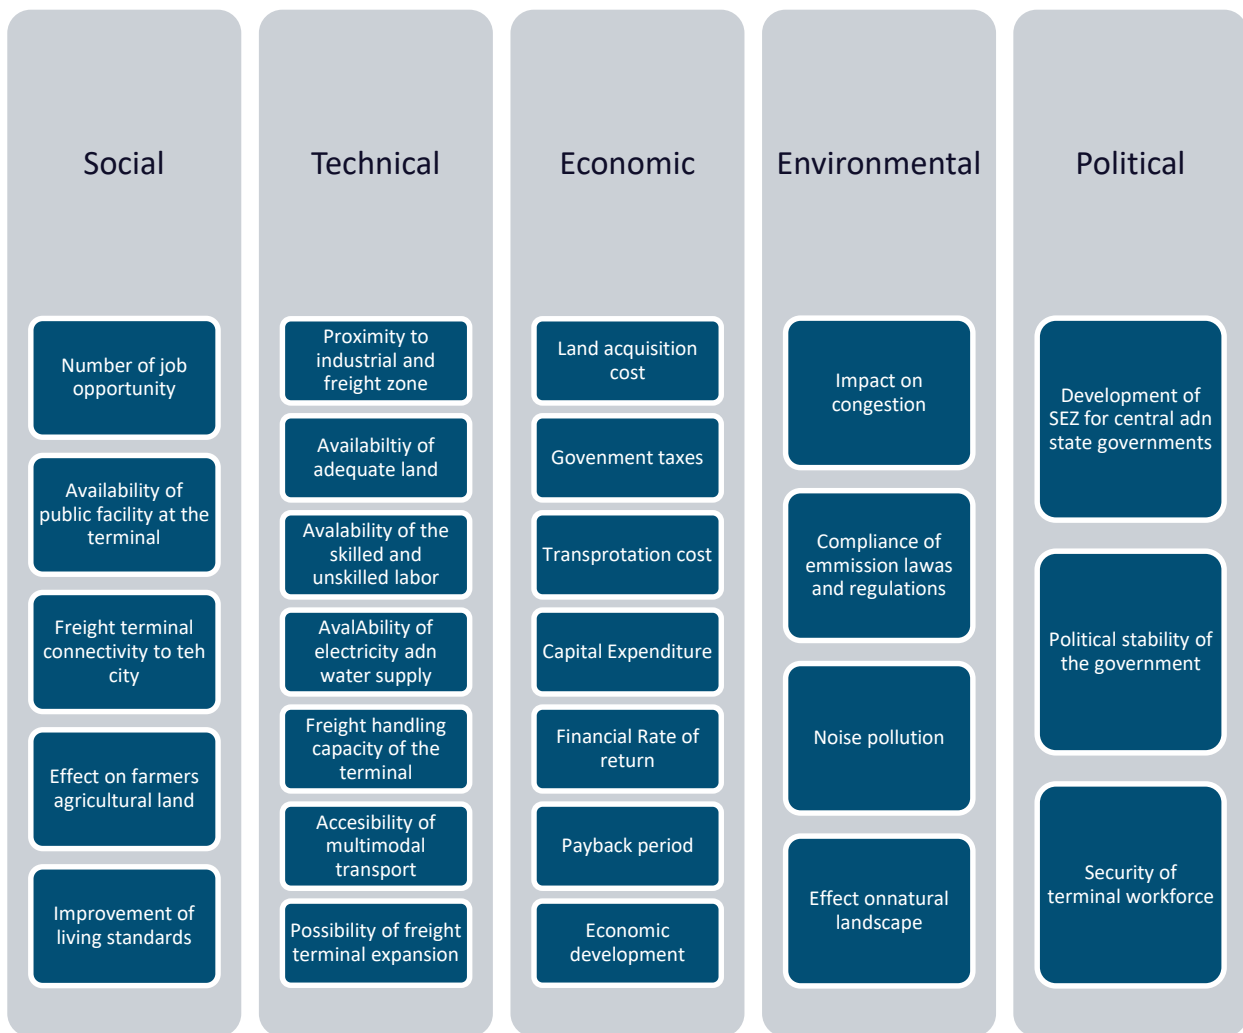 Social
Number of job
opportunity
Availability of
public facility at the
terminal
Freight terminal
connectivity to teh
city
Effect on farmers
agricultural land
Improvement of
living standards
Technical
Proximity to
industrial and
freight zone
Availabiltiy of
adequate land
Avalability of the
skilled and
unskilled labor
AvalAbility of
electricity adn
water supply
Freight handling
capacity of the
terminal
Accesibility of
multimodal
transport
Possibility of freight
terminal expansion
Economic
Land acquisition
cost
Govenment taxes
Transprotation cost
Capital Expenditure
Financial Rate of
return
Payback period
Economic
development
Environmental
Impact on
congestion
Compliance of
emmission lawas
and regulations
Noise pollution
Effect onnatural
landscape
Political
Development of
SEZ for central adn
state governments
Political stability of
the government
Security of
terminal workforce